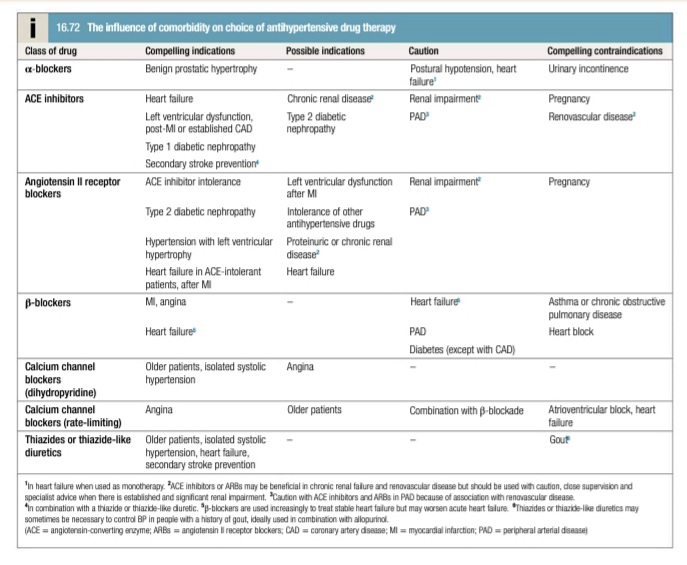 i 16.72 The influence of comorbidity on choice of antihypertensive drug therapy
Class of drug Compelling indications Possible indications Caution Compelling contraindications
α-blockers Benign prostatic hypertrophy – Postural hypotension, heart failure¹ Urinary incontinence
ACE inhibitors Heart failure Chronic renal disease² Renal impairment² Pregnancy
Left ventricular dysfunction, post-MI or established CAD Type 2 diabetic nephropathy PAD³ Renovascular disease²
Type 1 diabetic nephropathy
Secondary stroke prevention⁴
Angiotensin II receptor blockers ACE inhibitor intolerance Left ventricular dysfunction after MI Renal impairment² Pregnancy
Type 2 diabetic nephropathy Intolerance of other antihypertensive drugs PAD³
Hypertension with left ventricular hypertrophy Proteinuric or chronic renal disease²
Heart failure in ACE-intolerant patients, after MI Heart failure
β-blockers MI, angina – Heart failure⁵ Asthma or chronic obstructive pulmonary disease
Heart failure⁵ PAD Heart block
Diabetes (except with CAD)
Calcium channel blockers (dihydropyridine) Older patients, isolated systolic hypertension Angina – –
Calcium channel blockers (rate-limiting) Angina Older patients Combination with β-blockade Atrioventricular block, heart failure
Thiazides or thiazide-like diuretics Older patients, isolated systolic hypertension, heart failure, secondary stroke prevention – – Gout⁶
¹In heart failure when used as monotherapy. ²ACE inhibitors or ARBs may be beneficial in chronic renal failure and renovascular disease but should be used with caution, close supervision and
specialist advice when there is established and significant renal impairment. ³Caution with ACE inhibitors and ARBs in PAD because of association with renovascular disease.
⁴In combination with a thiazide or thiazide-like diuretic. ⁵β-blockers are used increasingly to treat stable heart failure but may worsen acute heart failure. ⁶Thiazides or thiazide-like diuretics may
sometimes be necessary to control BP in people with a history of gout, ideally used in combination with allopurinol.
(ACE = angiotensin-converting enzyme; ARBs = angiotensin II receptor blockers; CAD = coronary artery disease; MI = myocardial infarction; PAD = peripheral arterial disease)